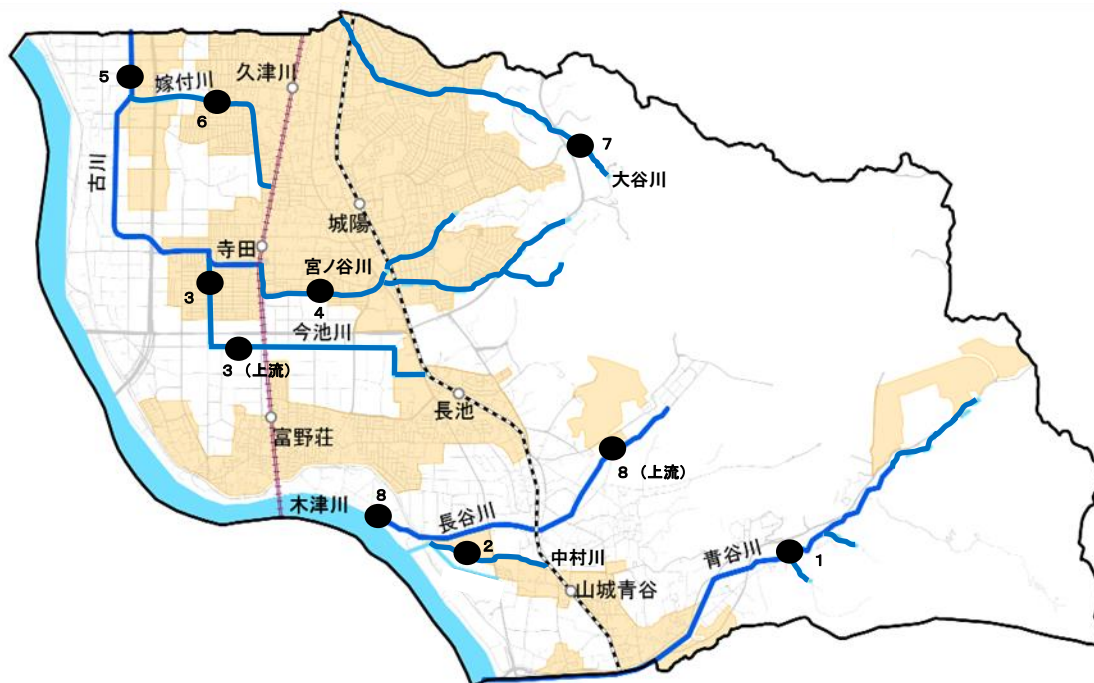 5
嫁付川
久津川
6
7
大谷川
古川
城陽
寺田
宮ノ谷川
3
4
今池川
3（上流）
長池
富野荘
8（上流）
8
木津川
長谷川
2
中村川
青谷川
1
山城青谷